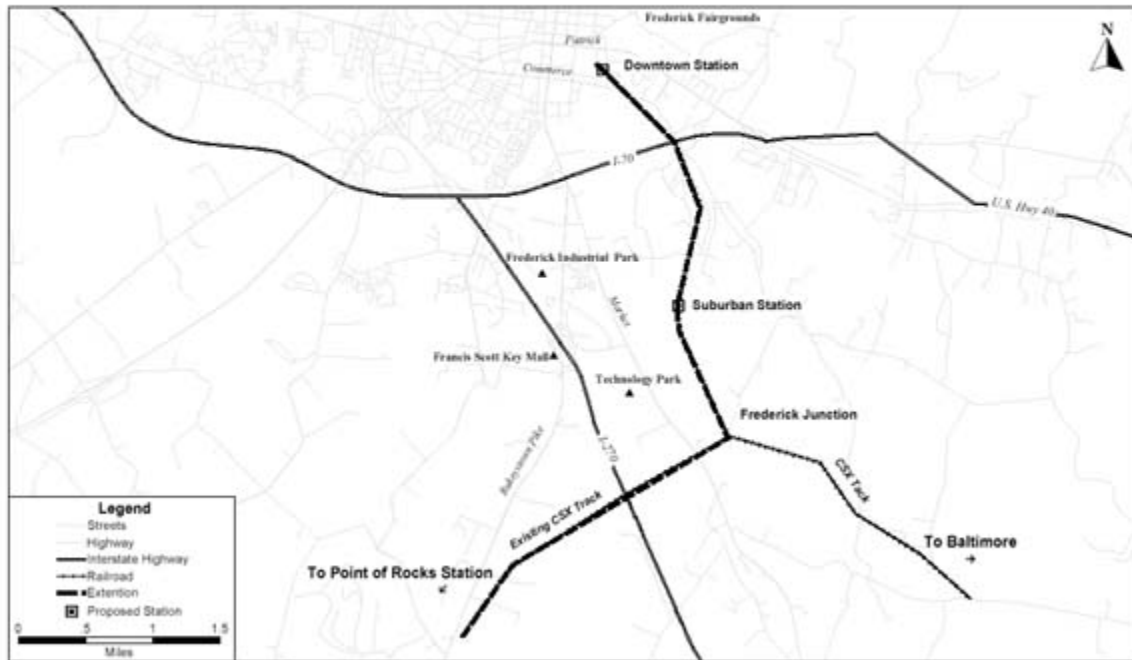 Frederick Fairgrounds
N
Patrick
Commerce
Downtown Station
I-70
U.S. Hwy 40
Frederick Industrial Park
Market
Suburban Station
Francis Scott Key Mall
Technology Park
Frederick Junction
I-270
CSX Tack
Existing CSX Track
To Baltimore
To Point of Rocks Station
Legend
Streets
Highway
Interstate Highway
Railroad
Extention
Proposed Station
0 .5 1 1.5
Miles